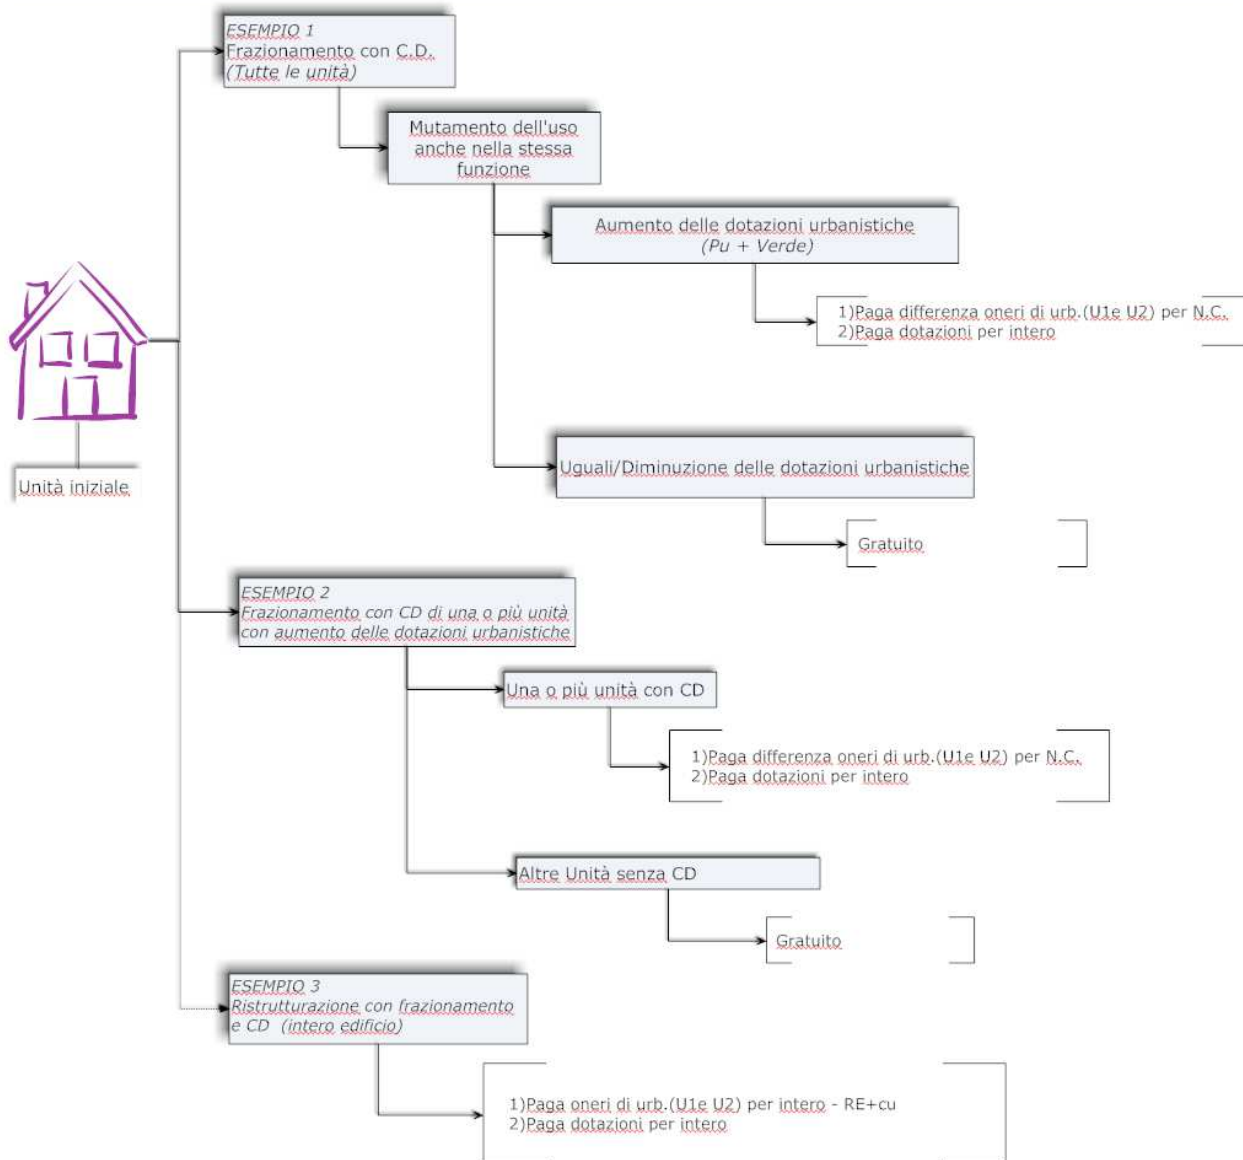 ESEMPIO 1
Frazionamento con C.D.
(Tutte le unità)
Mutamento dell'uso
anche nella stessa
funzione
Aumento delle dotazioni urbanistiche
(Pu + Verde)
1)Paga differenza oneri di urb.(U1e U2) per N.C.
2)Paga dotazioni per intero
Uguali/Diminuzione delle dotazioni urbanistiche
Gratuito
Unità iniziale
ESEMPIO 2
Frazionamento con CD di una o più unità
con aumento delle dotazioni urbanistiche
Una o più unità con CD
1)Paga differenza oneri di urb.(U1e U2) per N.C.
2)Paga dotazioni per intero
Altre Unità senza CD
Gratuito
ESEMPIO 3
Ristrutturazione con frazionamento
e CD (intero edificio)
1)Paga oneri di urb.(U1e U2) per intero - RE+cu
2)Paga dotazioni per intero